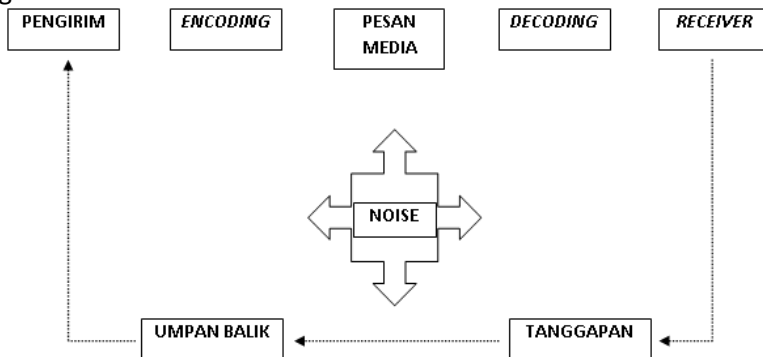 g
PENGIRIM
ENCODING
PESAN
MEDIA
DECODING
RECEIVER
NOISE
UMPAN BALIK
TANGGAPAN